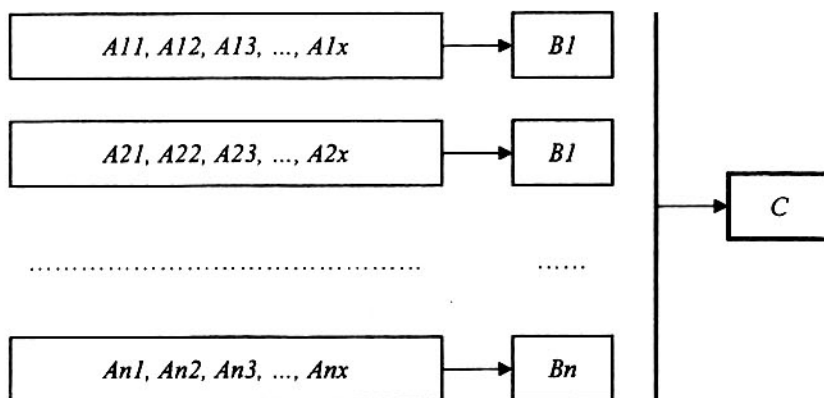 A11, A12, A13, ..., A1x
B1
A21, A22, A23, ..., A2x
B1
C
An1, An2, An3, ..., Anx
Bn